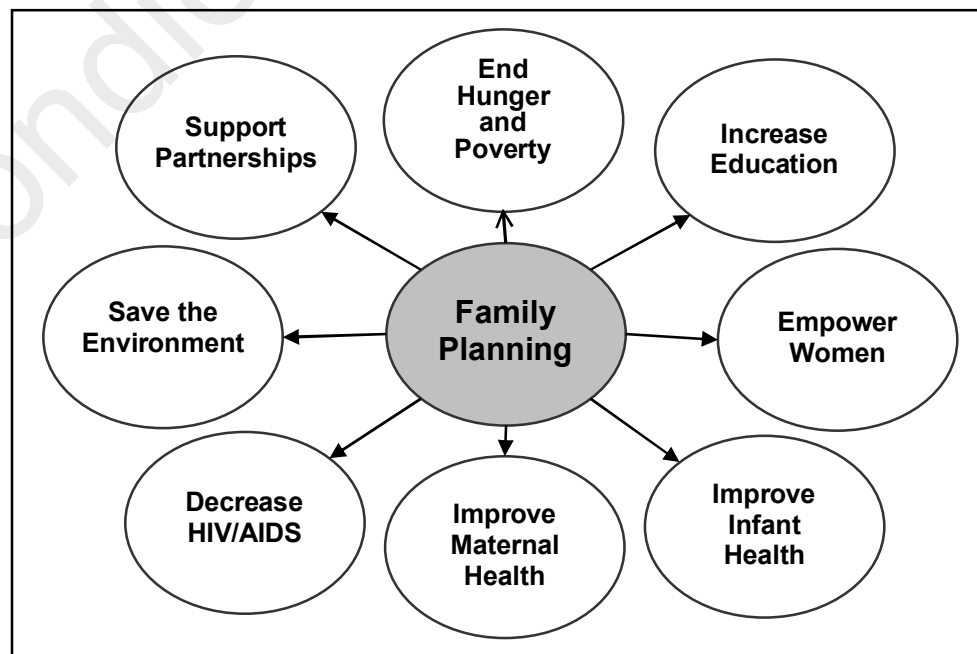 End
Hunger
and
Poverty
Support
Partnerships
Increase
Education
Save the
Environment
Family
Planning
Empower
Women
Decrease
HIV/AIDS
Improve
Maternal
Health
Improve
Infant
Health